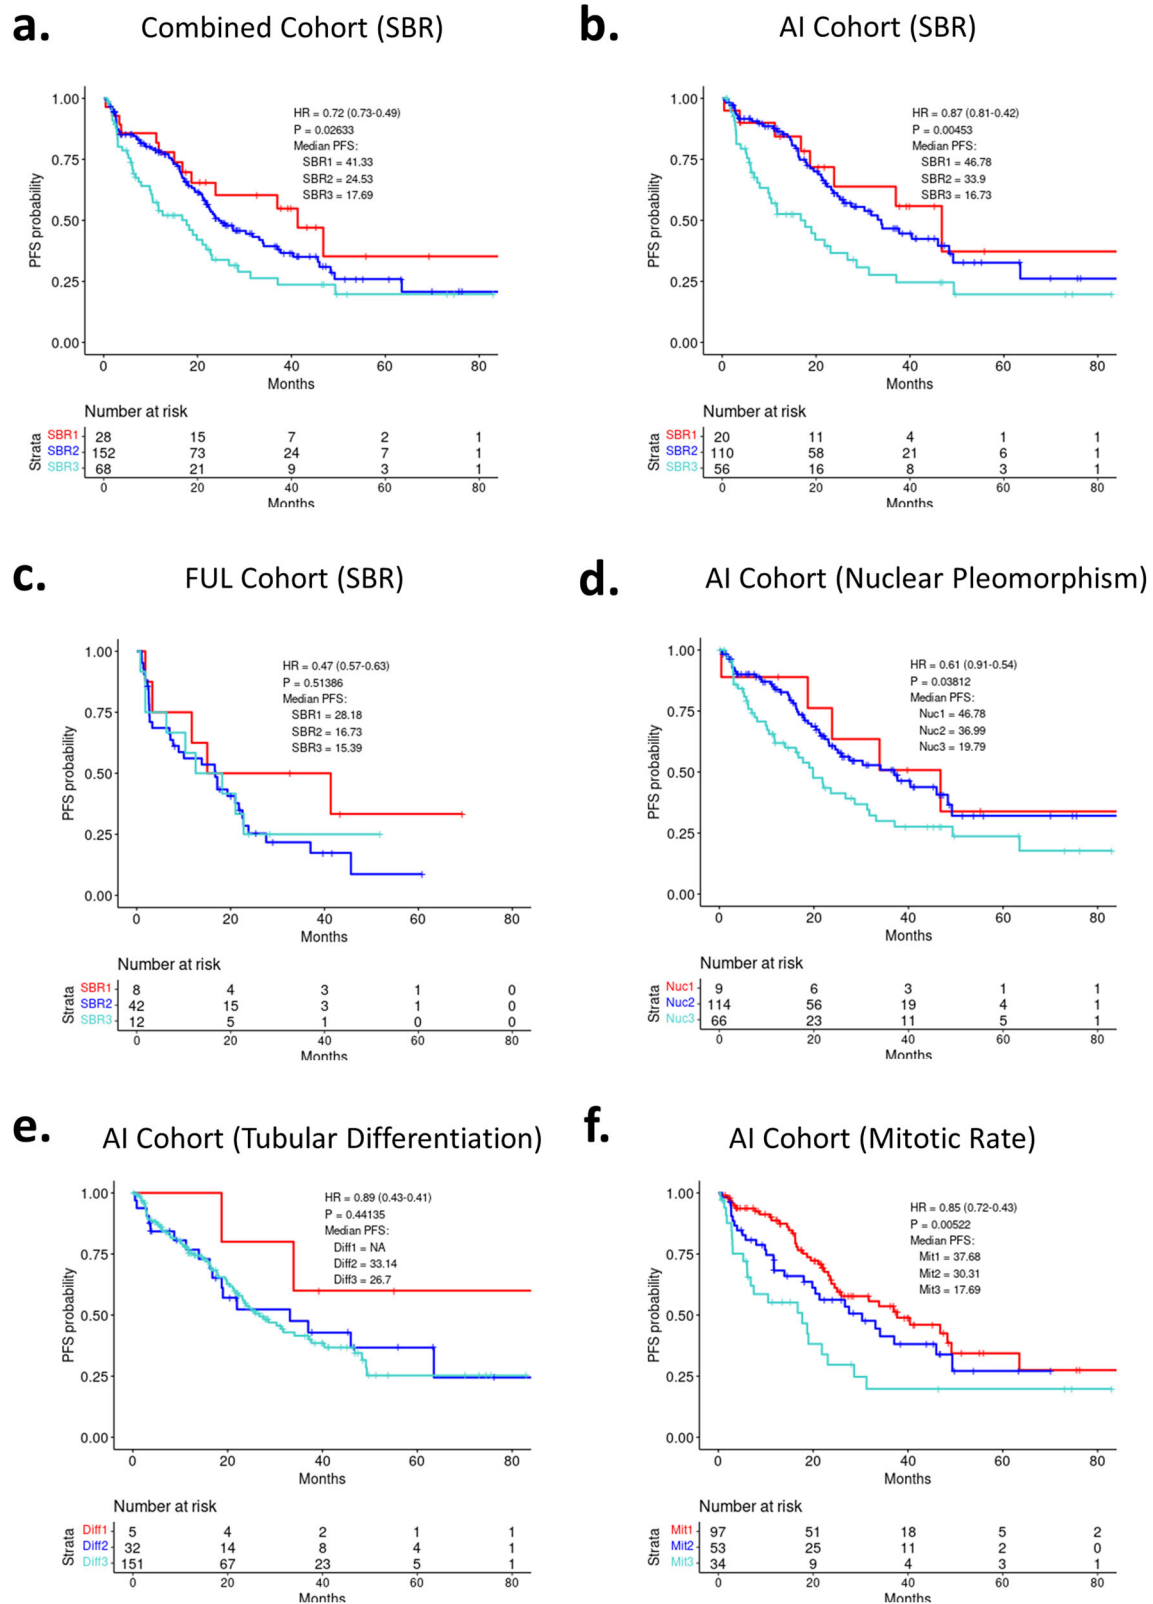 a.
Combined Cohort (SBR)
PFS probability
1.00
0.75
0.50
0.25
0.00
HR = 0.72 (0.73-0.49)
P = 0.02633
Median PFS:
SBR1 = 41.33
SBR2 = 24.53
SBR3 = 17.69
0 20 40 60 80
Months
Number at risk
Strata
SBR1 28 15 7 2 1
SBR2 152 73 24 7 1
SBR3 68 21 9 3 1
0 20 40 60 80
Months
b.
AI Cohort (SBR)
PFS probability
1.00
0.75
0.50
0.25
0.00
HR = 0.87 (0.81-0.42)
P = 0.00453
Median PFS:
SBR1 = 46.78
SBR2 = 33.9
SBR3 = 16.73
0 20 40 60 80
Months
Number at risk
Strata
SBR1 20 11 4 1 1
SBR2 110 58 21 6 1
SBR3 56 16 8 3 1
0 20 40 60 80
Months
c.
FUL Cohort (SBR)
PFS probability
1.00
0.75
0.50
0.25
0.00
HR = 0.47 (0.57-0.63)
P = 0.51386
Median PFS:
SBR1 = 28.18
SBR2 = 16.73
SBR3 = 15.39
0 20 40 60 80
Months
Number at risk
Strata
SBR1 8 4 3 1 0
SBR2 42 15 3 1 0
SBR3 12 5 1 0 0
0 20 40 60 80
Months
d.
AI Cohort (Nuclear Pleomorphism)
PFS probability
1.00
0.75
0.50
0.25
0.00
HR = 0.61 (0.91-0.54)
P = 0.03812
Median PFS:
Nuc1 = 46.78
Nuc2 = 36.99
Nuc3 = 19.79
0 20 40 60 80
Months
Number at risk
Strata
Nuc1 9 6 3 1 1
Nuc2 114 56 19 4 1
Nuc3 66 23 11 5 1
0 20 40 60 80
Months
e.
AI Cohort (Tubular Differentiation)
PFS probability
1.00
0.75
0.50
0.25
0.00
HR = 0.89 (0.43-0.41)
P = 0.44135
Median PFS:
Diff1 = NA
Diff2 = 33.14
Diff3 = 26.7
0 20 40 60 80
Months
Number at risk
Strata
Diff1 5 4 2 1 1
Diff2 32 14 8 4 1
Diff3 151 67 23 5 1
0 20 40 60 80
Months
f.
AI Cohort (Mitotic Rate)
PFS probability
1.00
0.75
0.50
0.25
0.00
HR = 0.85 (0.72-0.43)
P = 0.00522
Median PFS:
Mit1 = 37.68
Mit2 = 30.31
Mit3 = 17.69
0 20 40 60 80
Months
Number at risk
Strata
Mit1 97 51 18 5 2
Mit2 53 25 11 2 0
Mit3 34 9 4 3 1
0 20 40 60 80
Months